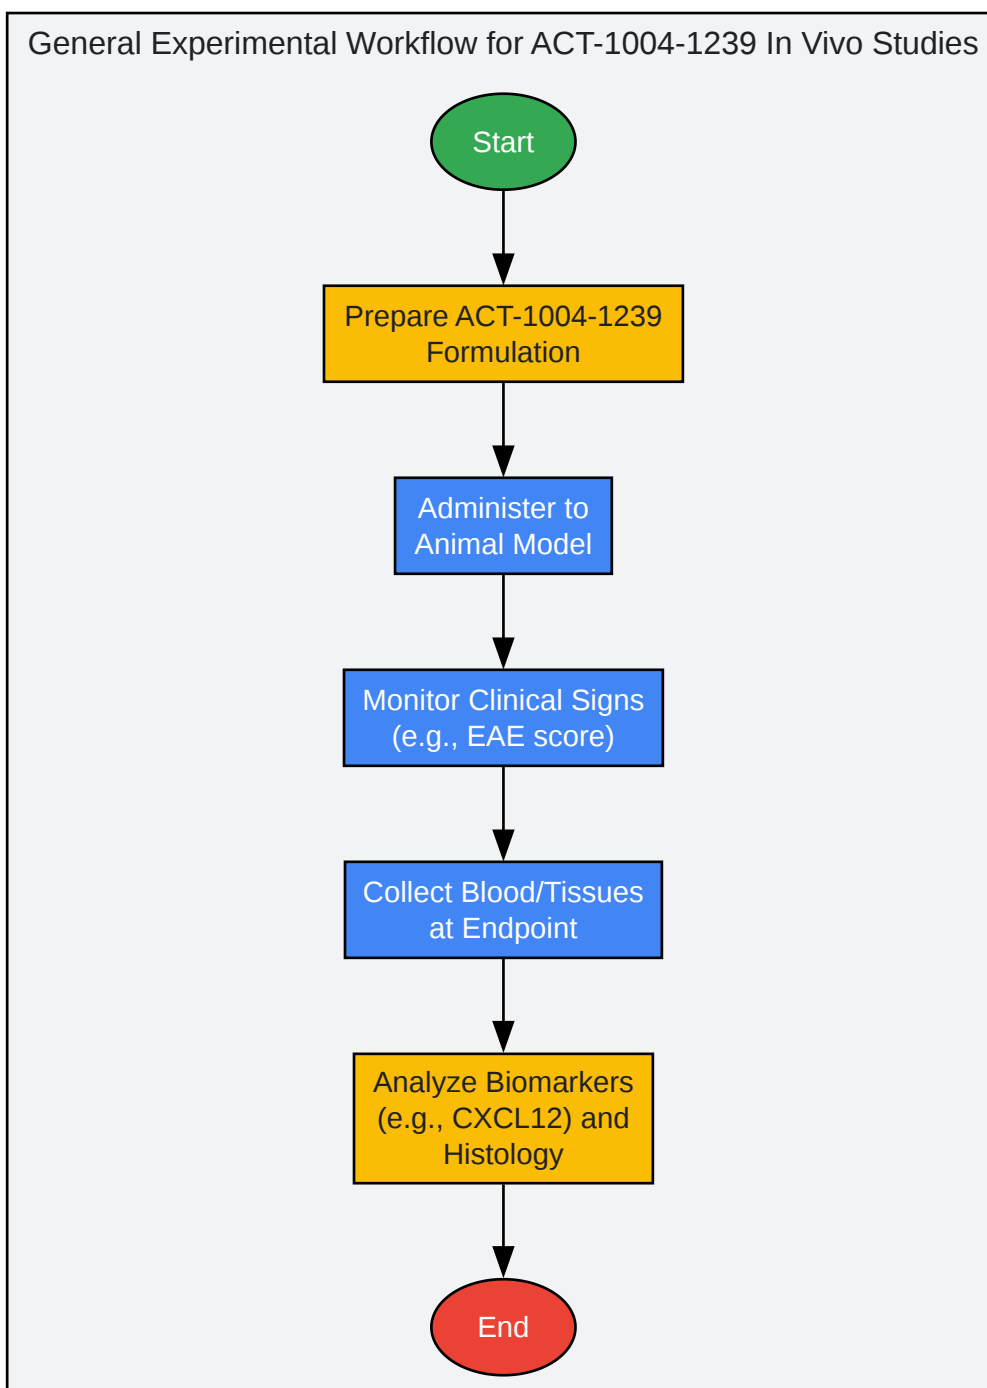 General Experimental Workflow for ACT-1004-1239 In Vivo Studies
Start
Prepare ACT-1004-1239
Formulation
Administer to
Animal Model
Monitor Clinical Signs
(e.g., EAE score)
Collect Blood/Tissues
at Endpoint
Analyze Biomarkers
(e.g., CXCL12) and
Histology
End